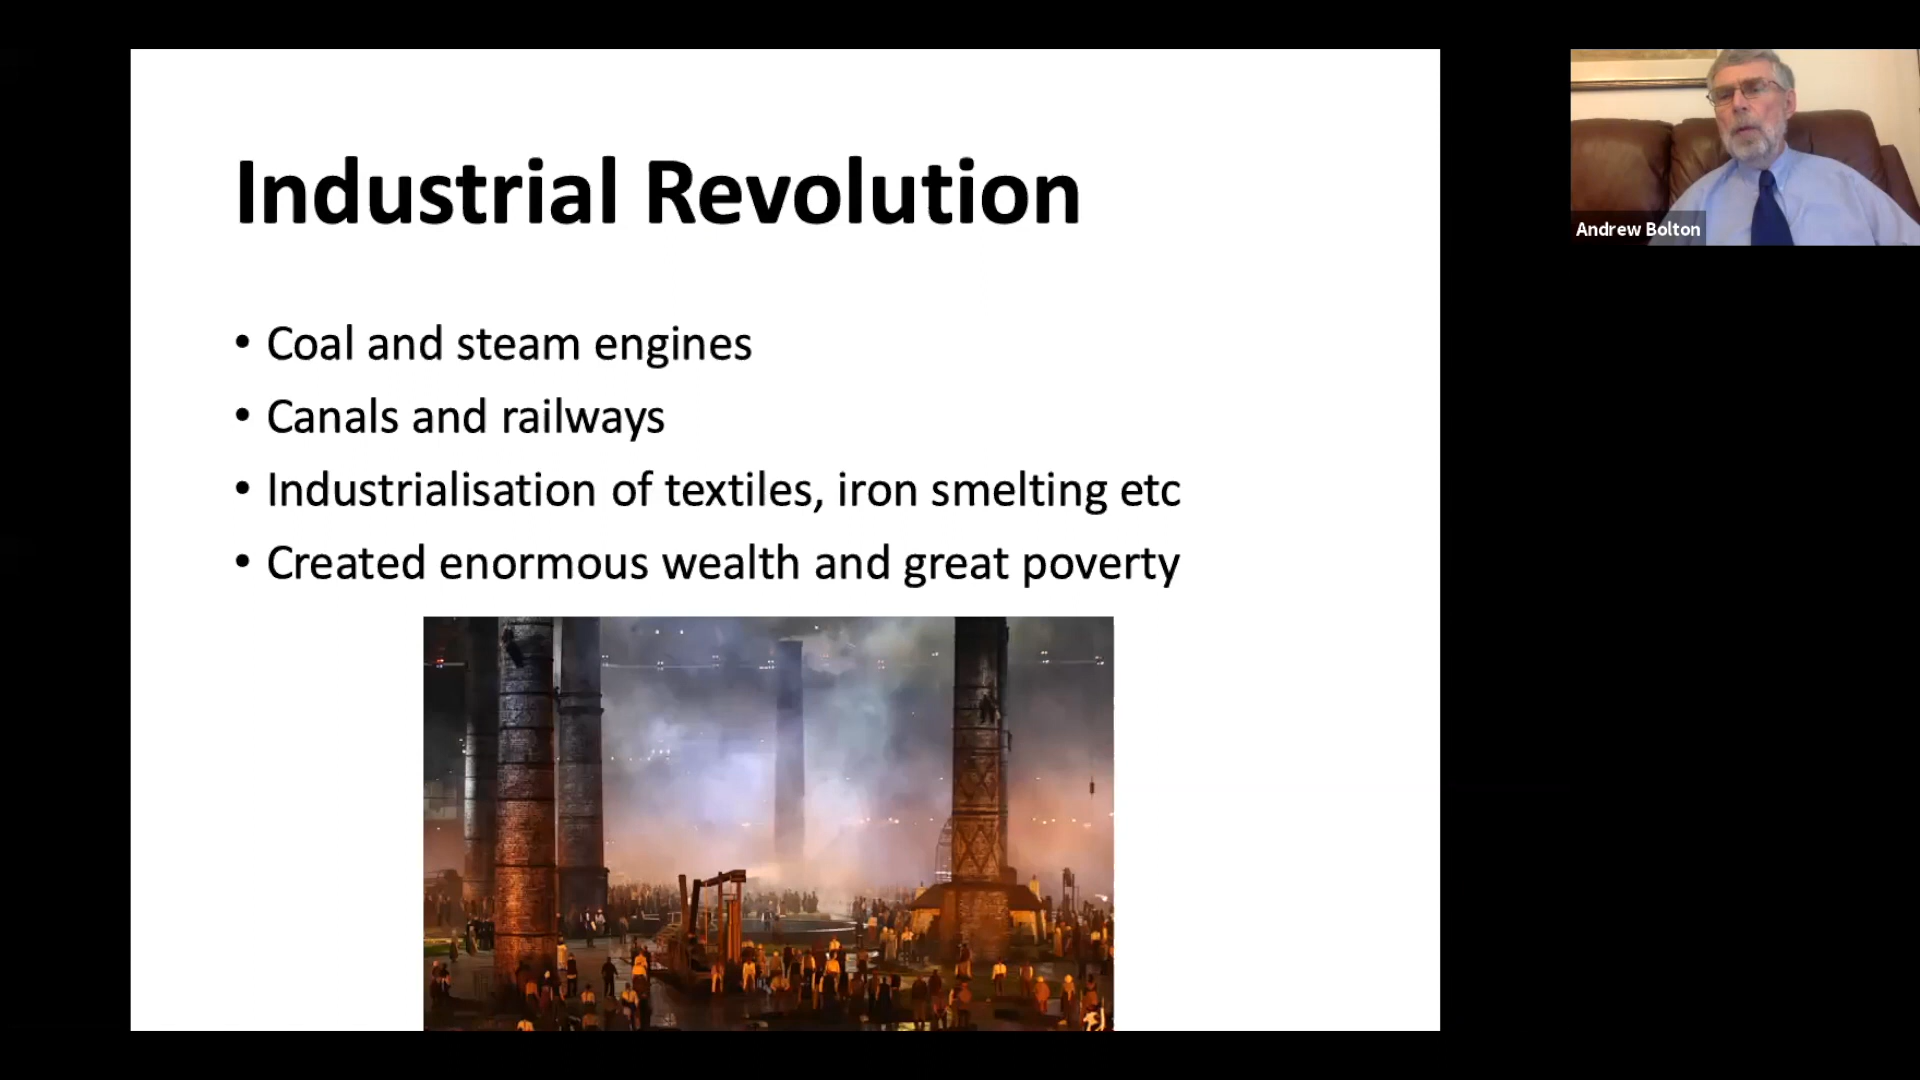 Industrial Revolution
• Coal and steam engines
• Canals and railways
• Industrialisation of textiles, iron smelting etc
• Created enormous wealth and great poverty
Andrew Bolton